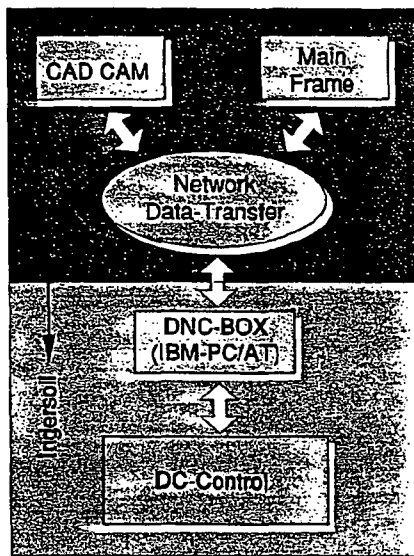 CAD CAM
Main
Frame
Network
Data-Transfer
DNC-BOX
(IBM-PC/AT)
Ingersoll
DC-Control